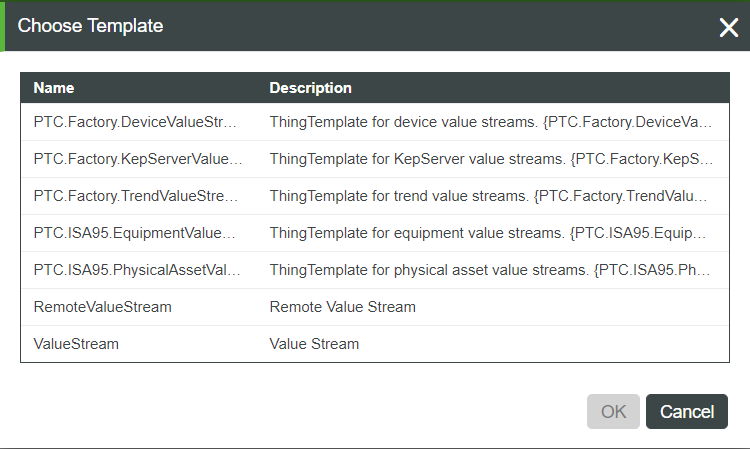 Choose Template
Name Description
PTC.Factory.DeviceValueStr... ThingTemplate for device value streams. {PTC.Factory.DeviceVa...
PTC.Factory.KepServerValue... ThingTemplate for KepServer value streams. {PTC.Factory.KepS...
PTC.Factory.TrendValueStre... ThingTemplate for trend value streams. {PTC.Factory.TrendValu...
PTC.ISA95.EquipmentValue... ThingTemplate for equipment value streams. {PTC.ISA95.Equip...
PTC.ISA95.PhysicalAssetVal... ThingTemplate for physical asset value streams. {PTC.ISA95.Ph...
RemoteValueStream Remote Value Stream
ValueStream Value Stream
OK Cancel